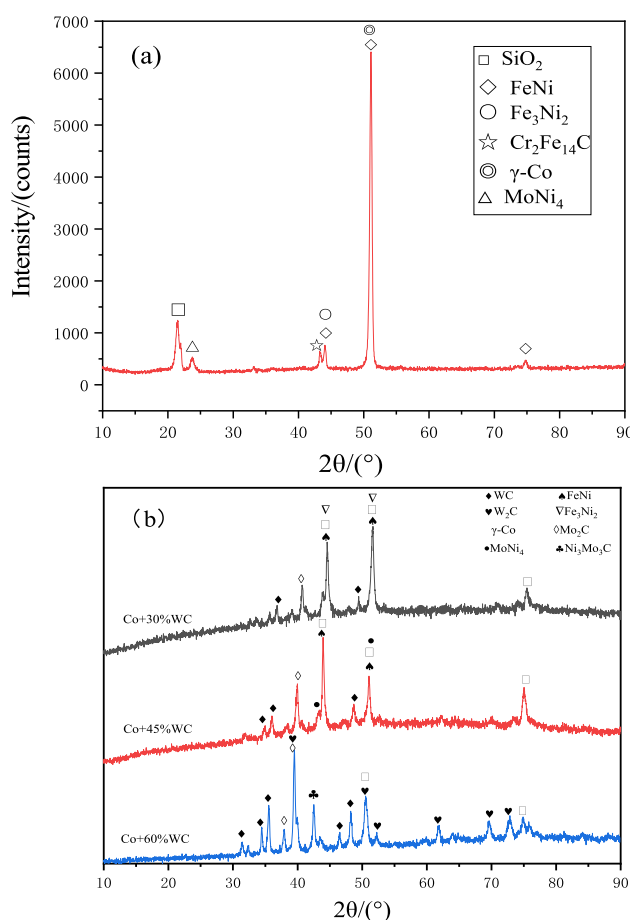 7000
(a)
6000
5000
4000
3000
2000
1000
0
Intensity/(counts)
□ SiO₂
◇ FeNi
○ Fe₃Ni₂
☆ Cr₂Fe₁₄C
◎ γ-Co
△ MoNi₄
10 20 30 40 50 60 70 80 90
2θ/(°)
(b)
♦ WC ♠ FeNi
♥ W₂C ▽ Fe₃Ni₂
γ-Co ◇ Mo₂C
● MoNi₄ ♣ Ni₃Mo₃C
Co+30%WC
Co+45%WC
Co+60%WC
10 20 30 40 50 60 70 80 90
2θ/(°)